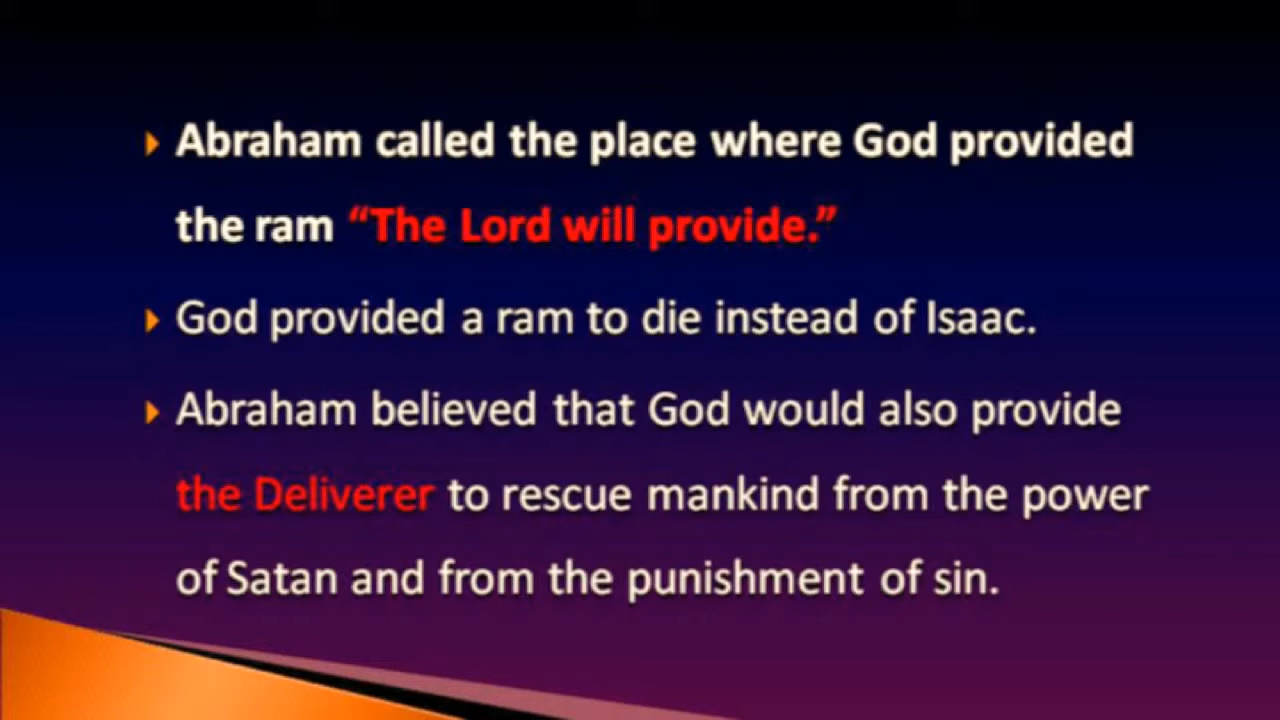 Abraham called the place where God provided
the ram “The Lord will provide.”
God provided a ram to die instead of Isaac.
Abraham believed that God would also provide
the Deliverer to rescue mankind from the power
of Satan and from the punishment of sin.